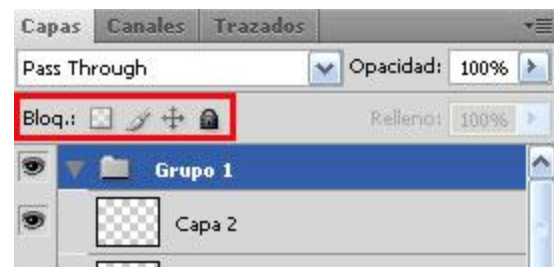 Capas Canales Trazados
Pass Through Opacidad: 100%
Bloq.: Relleno: 100%
Grupo 1
Capa 2